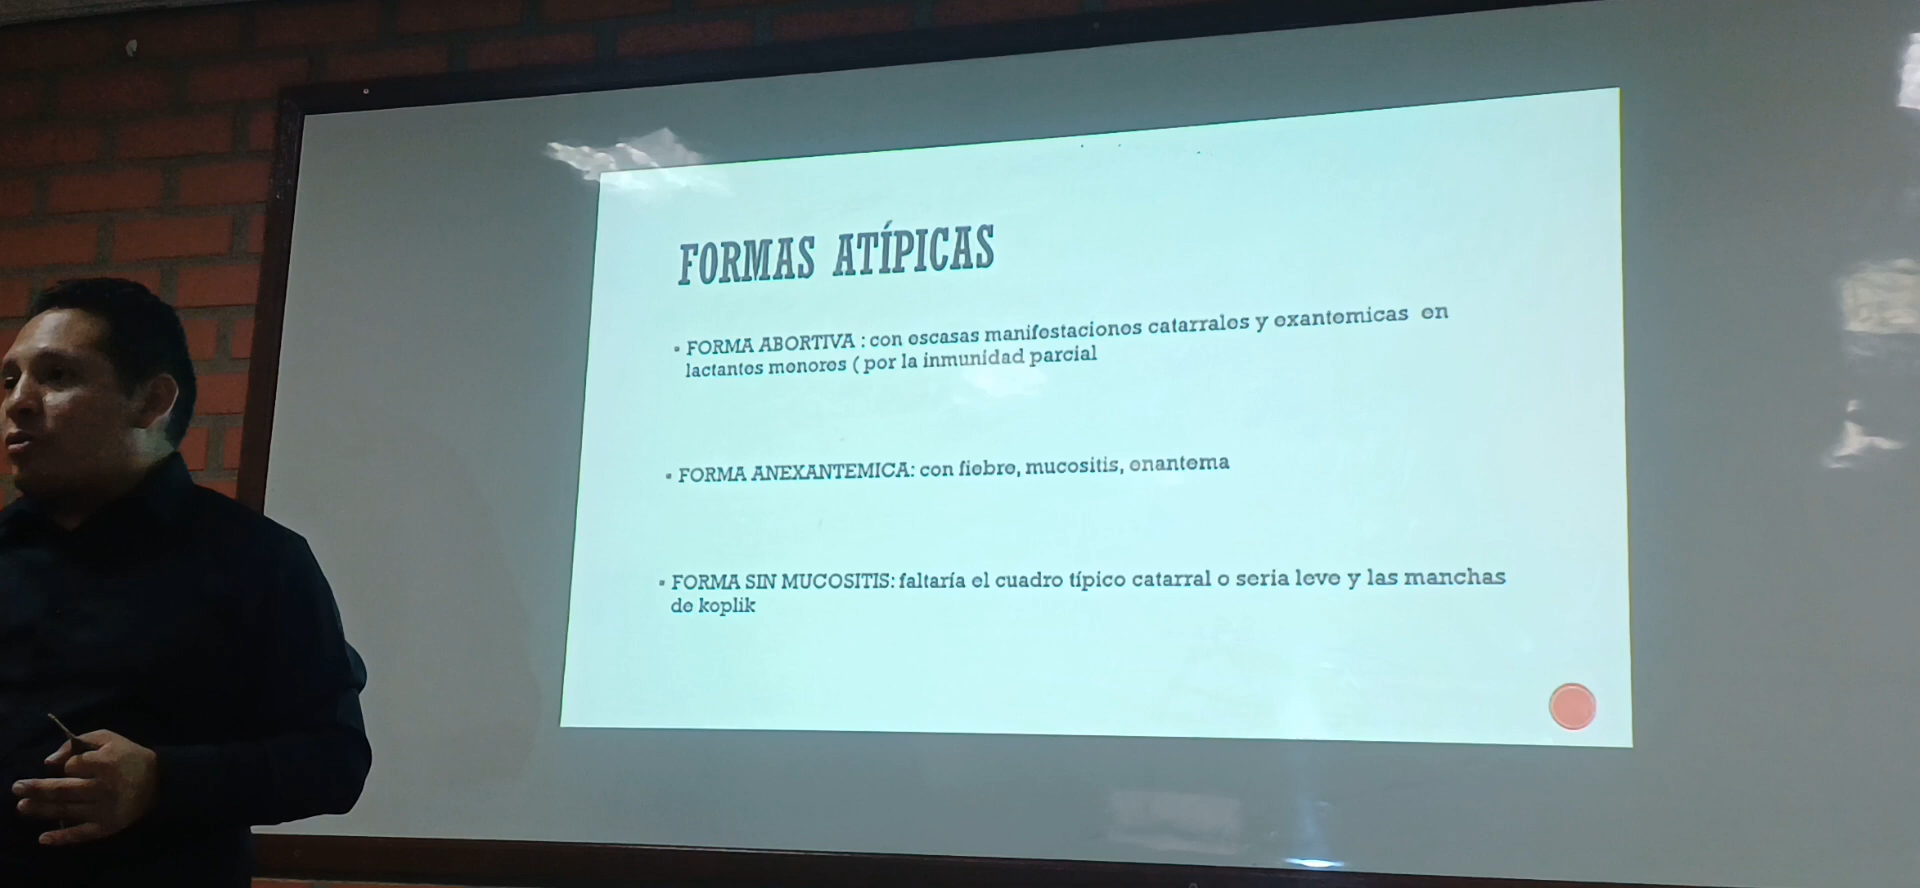 FORMAS ATÍPICAS
▪ FORMA ABORTIVA : con escasas manifestaciones catarrales y exantemicas en
lactantes menores ( por la inmunidad parcial
▪ FORMA ANEXANTEMICA: con fiebre, mucositis, enantema
▪ FORMA SIN MUCOSITIS: faltaría el cuadro típico catarral o seria leve y las manchas
de koplik